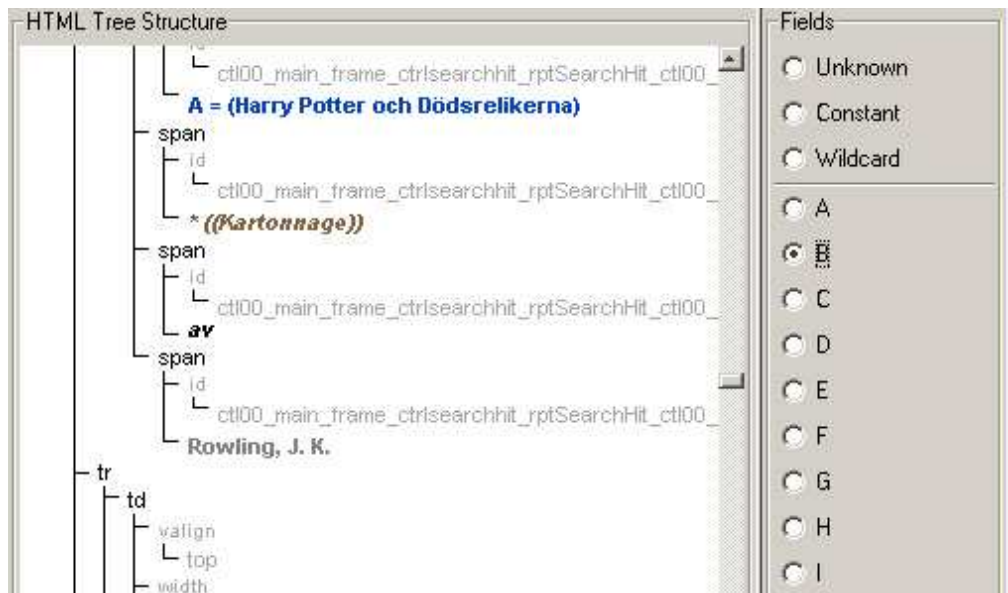 HTML Tree Structure
id
ctl00_main_frame_ctrlsearchhit_rptSearchHit_ctl00_
A = (Harry Potter och Dödsrelikerna)
span
id
ctl00_main_frame_ctrlsearchhit_rptSearchHit_ctl00_
* ((Kartonnage))
span
id
ctl00_main_frame_ctrlsearchhit_rptSearchHit_ctl00_
av
span
id
ctl00_main_frame_ctrlsearchhit_rptSearchHit_ctl00_
Rowling, J. K.
tr
td
valign
top
width
Fields
Unknown
Constant
Wildcard
A
B
C
D
E
F
G
H
I